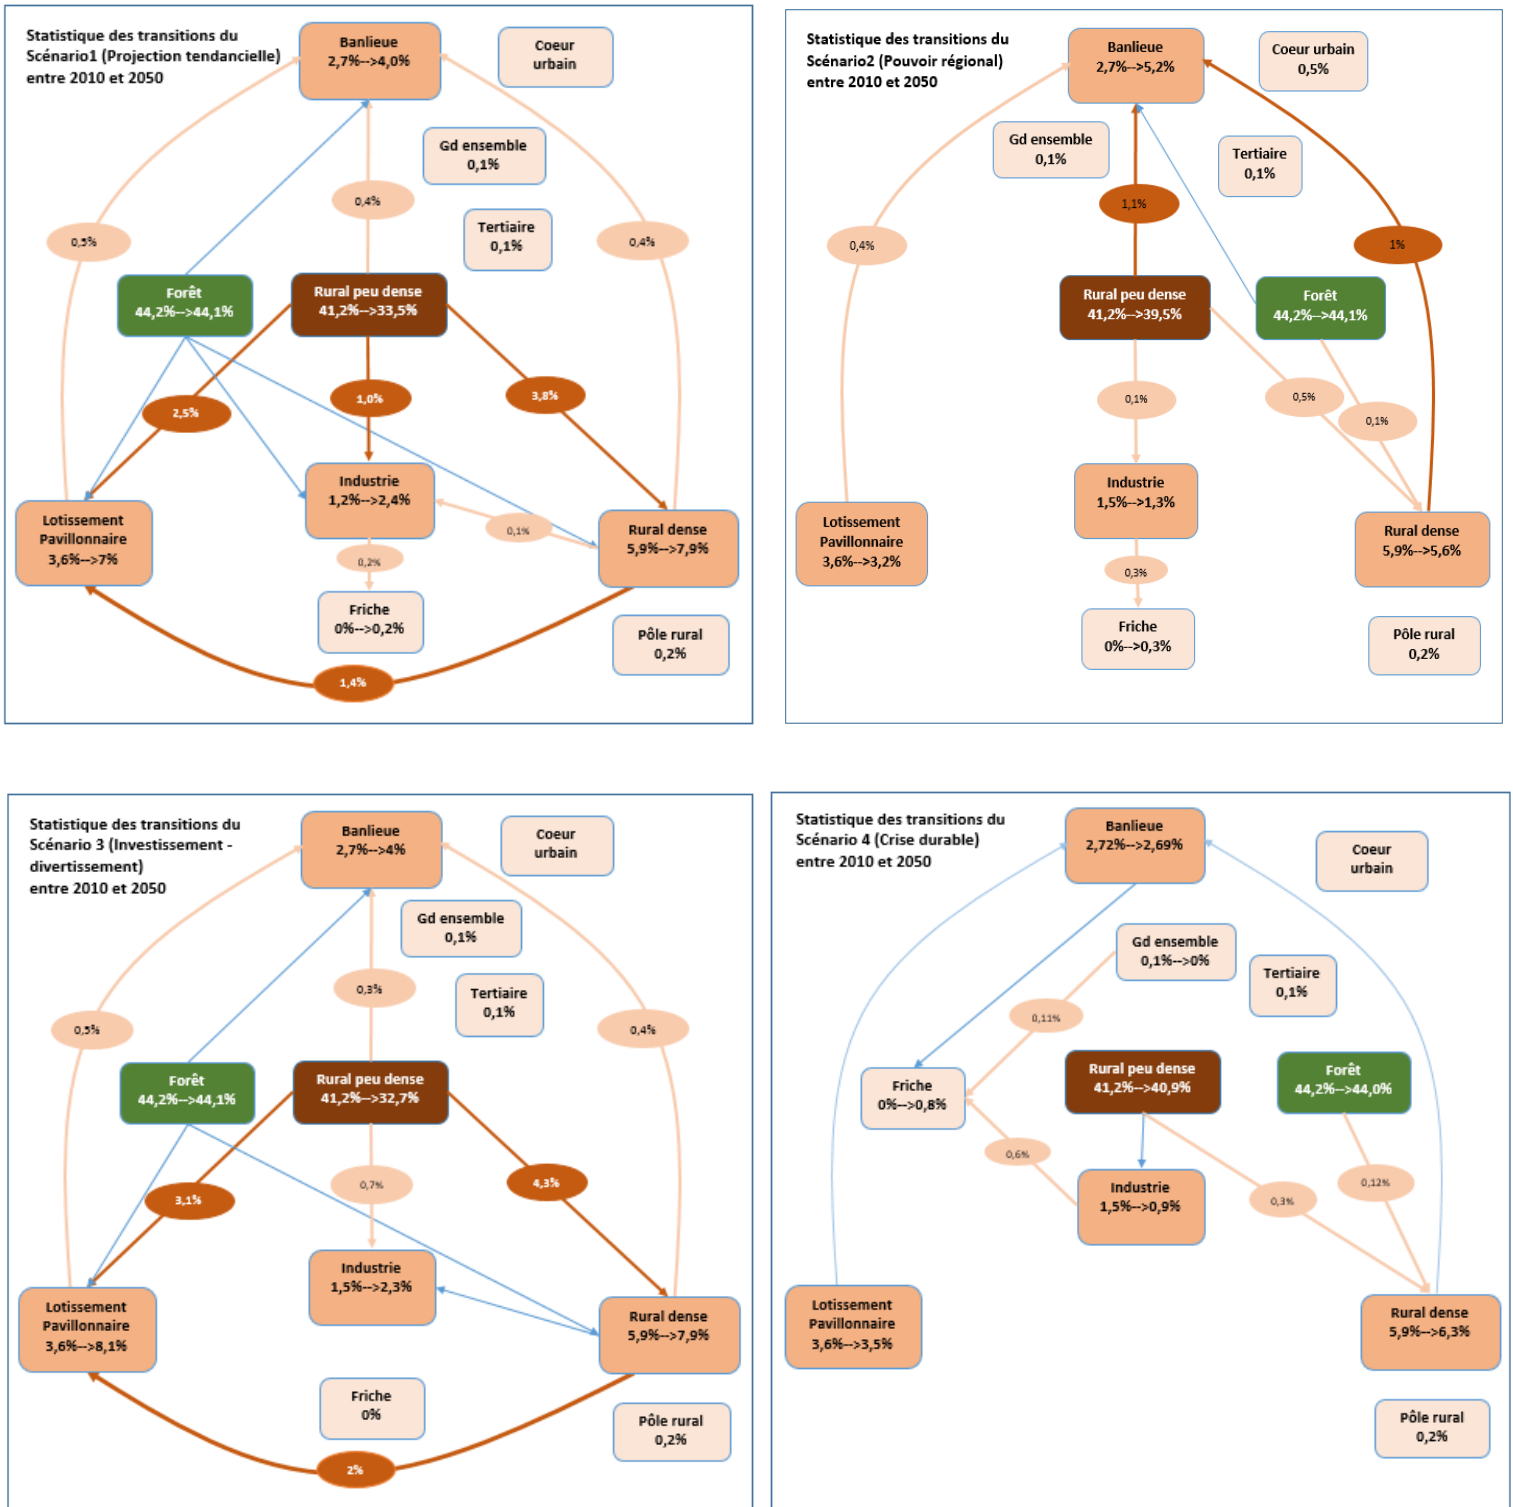 Statistique des transitions du
Scénario1 (Projection tendancielle)
entre 2010 et 2050
Banlieue
2,7%-->4,0%
Coeur
urbain
Gd ensemble
0,1%
0,4%
Tertiaire
0,1%
0,5%
0,4%
Forêt
44,2%-->44,1%
Rural peu dense
41,2%-->33,5%
2,5%
1,0%
3,8%
Industrie
1,2%-->2,4%
Lotissement
Pavillonnaire
3,6%-->7%
0,1%
Rural dense
5,9%-->7,9%
0,2%
Friche
0%-->0,2%
Pôle rural
0,2%
1,4%
Statistique des transitions du
Scénario2 (Pouvoir régional)
entre 2010 et 2050
Banlieue
2,7%-->5,2%
Coeur urbain
0,5%
Gd ensemble
0,1%
Tertiaire
0,1%
1,1%
0,4%
1%
Rural peu dense
41,2%-->39,5%
Forêt
44,2%-->44,1%
0,1%
0,5%
0,1%
Industrie
1,5%-->1,3%
Lotissement
Pavillonnaire
3,6%-->3,2%
Rural dense
5,9%-->5,6%
0,3%
Friche
0%-->0,3%
Pôle rural
0,2%
Statistique des transitions du
Scénario 3 (Investissement -
divertissement)
entre 2010 et 2050
Banlieue
2,7%-->4%
Coeur
urbain
Gd ensemble
0,1%
0,3%
Tertiaire
0,1%
0,5%
0,4%
Forêt
44,2%-->44,1%
Rural peu dense
41,2%-->32,7%
3,1%
0,7%
4,3%
Industrie
1,5%-->2,3%
Lotissement
Pavillonnaire
3,6%-->8,1%
Rural dense
5,9%-->7,9%
Friche
0%
Pôle rural
0,2%
2%
Statistique des transitions du
Scénario 4 (Crise durable)
entre 2010 et 2050
Banlieue
2,72%-->2,69%
Coeur
urbain
Gd ensemble
0,1%-->0%
Tertiaire
0,1%
0,11%
Friche
0%-->0,8%
Rural peu dense
41,2%-->40,9%
Forêt
44,2%-->44,0%
0,6%
0,3%
0,12%
Industrie
1,5%-->0,9%
Lotissement
Pavillonnaire
3,6%-->3,5%
Rural dense
5,9%-->6,3%
Pôle rural
0,2%